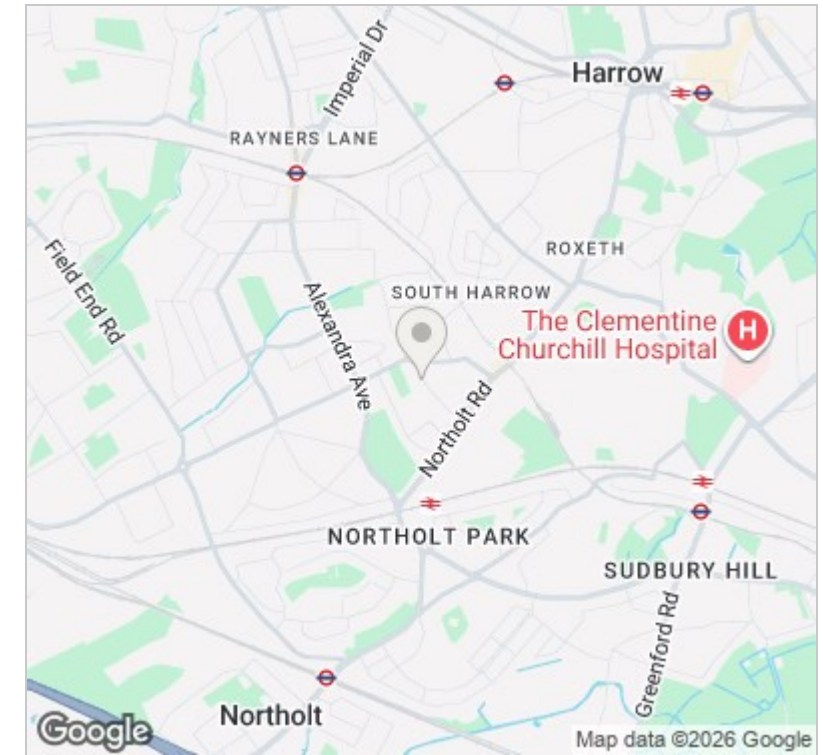 Imperial Dr
Harrow
RAYNERS LANE
ROXETH
Field End Rd
SOUTH HARROW
Alexandra Ave
The Clementine
Churchill Hospital
H
Northolt Rd
NORTHOLT PARK
SUDBURY HILL
Greenford Rd
Northolt
Google
Map data ©2026 Google